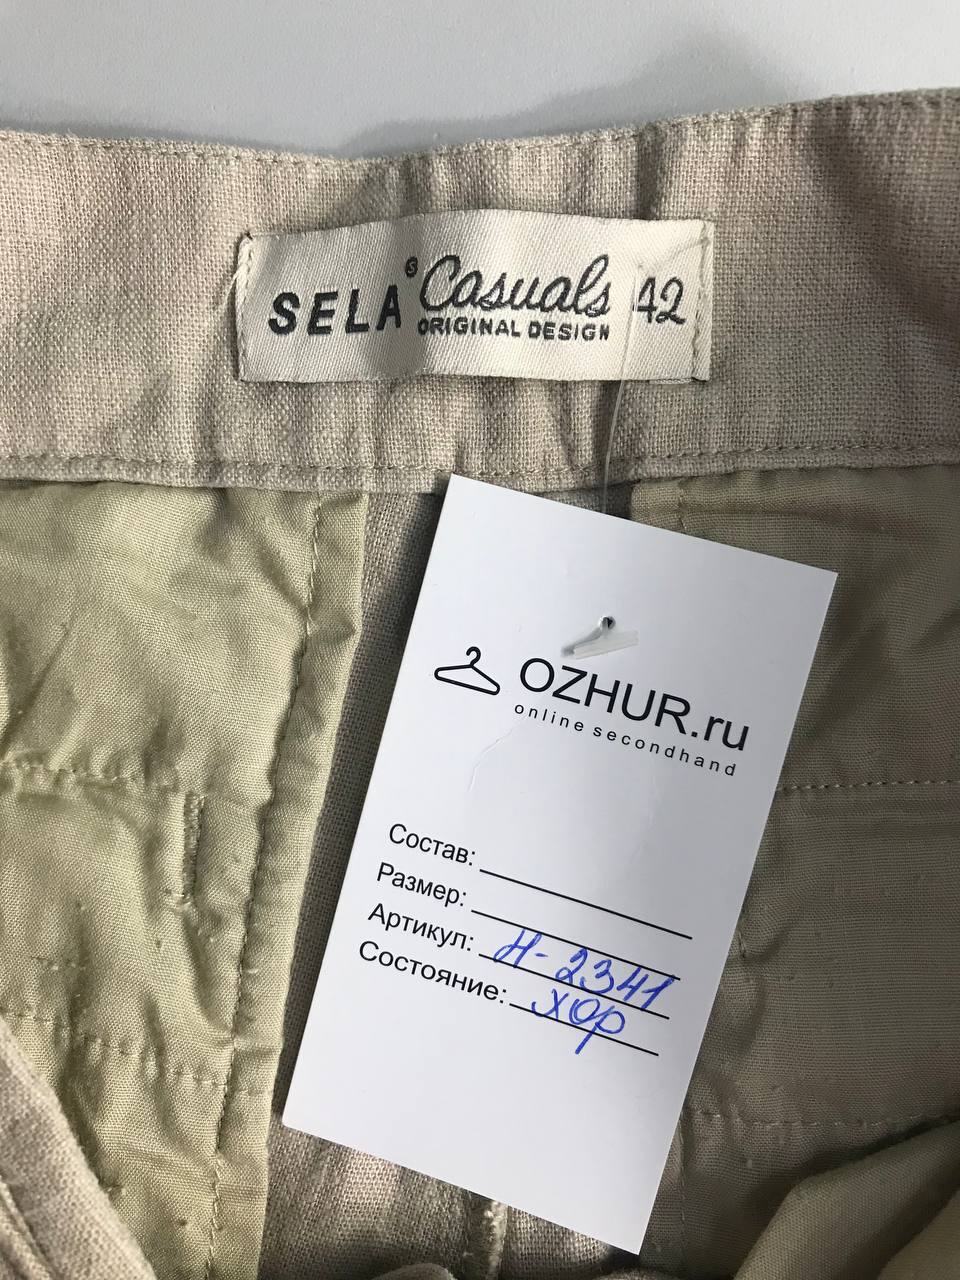 SELA Casuals 42
ORIGINAL DESIGN
OZHUR.ru
online secondhand
Состав:
Размер:
Артикул: Н-2341
Состояние: хор